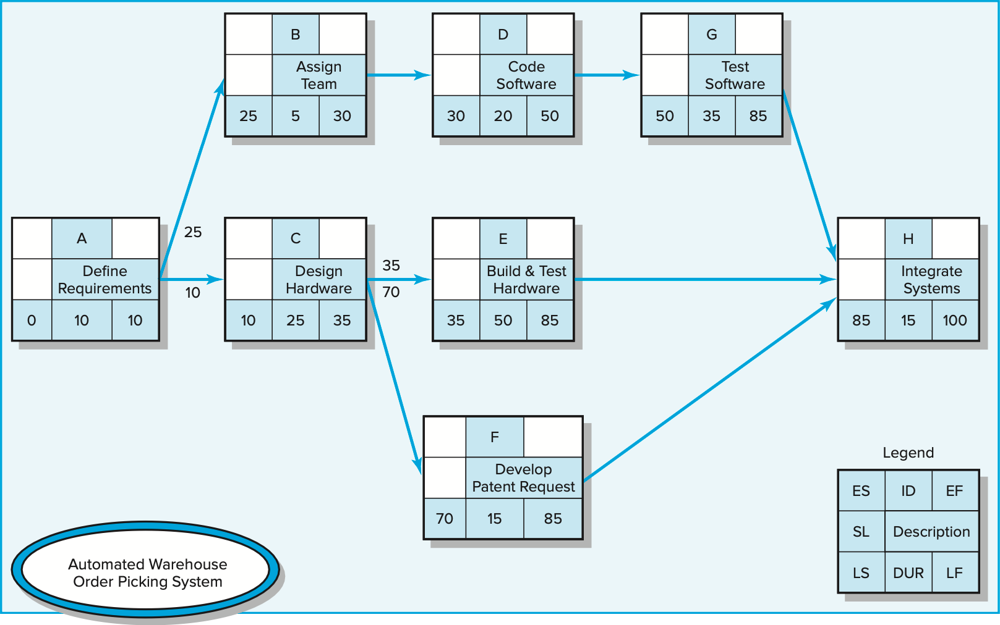 B
Assign
Team
25 5 30
D
Code
Software
30 20 50
G
Test
Software
50 35 85
25
10
A
Define
Requirements
0 10 10
C
Design
Hardware
10 25 35
35
70
E
Build & Test
Hardware
35 50 85
H
Integrate
Systems
85 15 100
F
Develop
Patent Request
70 15 85
Legend
ES ID EF
SL Description
LS DUR LF
Automated Warehouse
Order Picking System